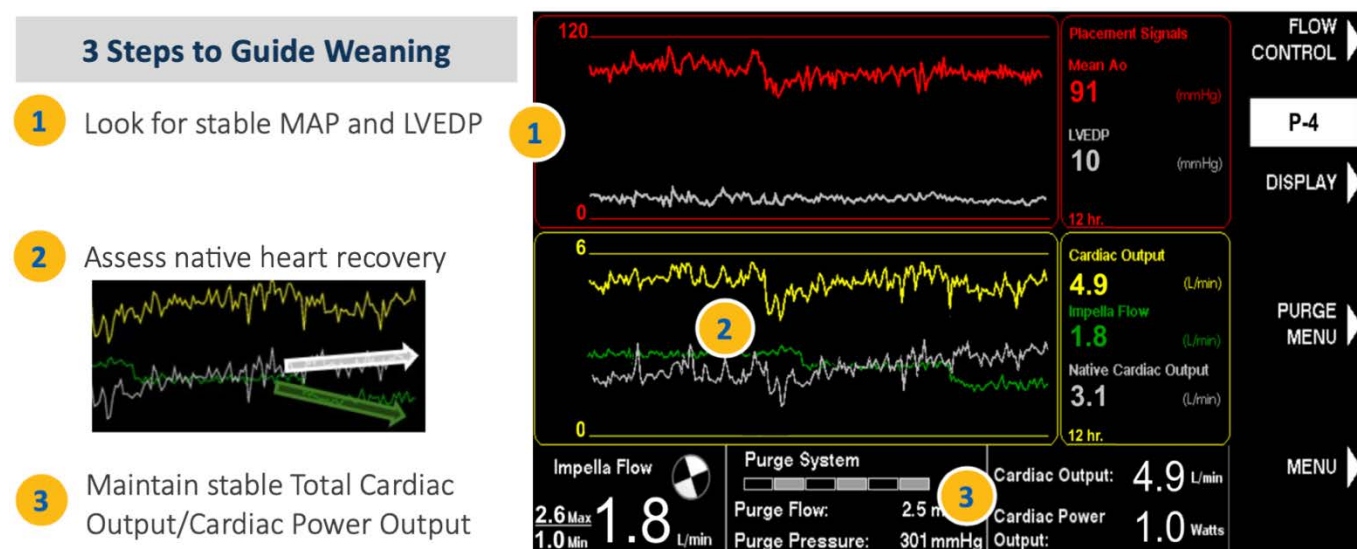 3 Steps to Guide Weaning
1 Look for stable MAP and LVEDP
2 Assess native heart recovery
3 Maintain stable Total Cardiac
Output/Cardiac Power Output
120
0
1
Placement Signals
Mean Ao
91 (mmHg)
LVEDP
10 (mmHg)
12 hr.
6
0
2
Cardiac Output
4.9 (L/min)
Impella Flow
1.8 (L/min)
Native Cardiac Output
3.1 (L/min)
12 hr.
Impella Flow
2.6 Max
1.0 Min
1.8 L/min
Purge System
Purge Flow: 2.5 m
Purge Pressure: 301 mmHg
3
Cardiac Output: 4.9 L/min
Cardiac Power
Output: 1.0 Watts
FLOW
CONTROL
P-4
DISPLAY
PURGE
MENU
MENU